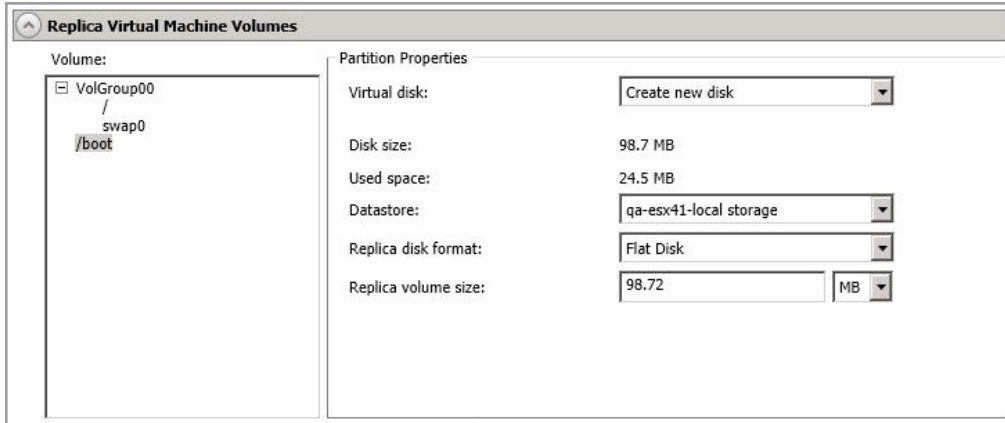 Replica Virtual Machine Volumes
Volume:
VolGroup00
/
swap0
/boot
Partition Properties
Virtual disk: Create new disk
Disk size: 98.7 MB
Used space: 24.5 MB
Datastore: qa-esx41-local storage
Replica disk format: Flat Disk
Replica volume size: 98.72 MB